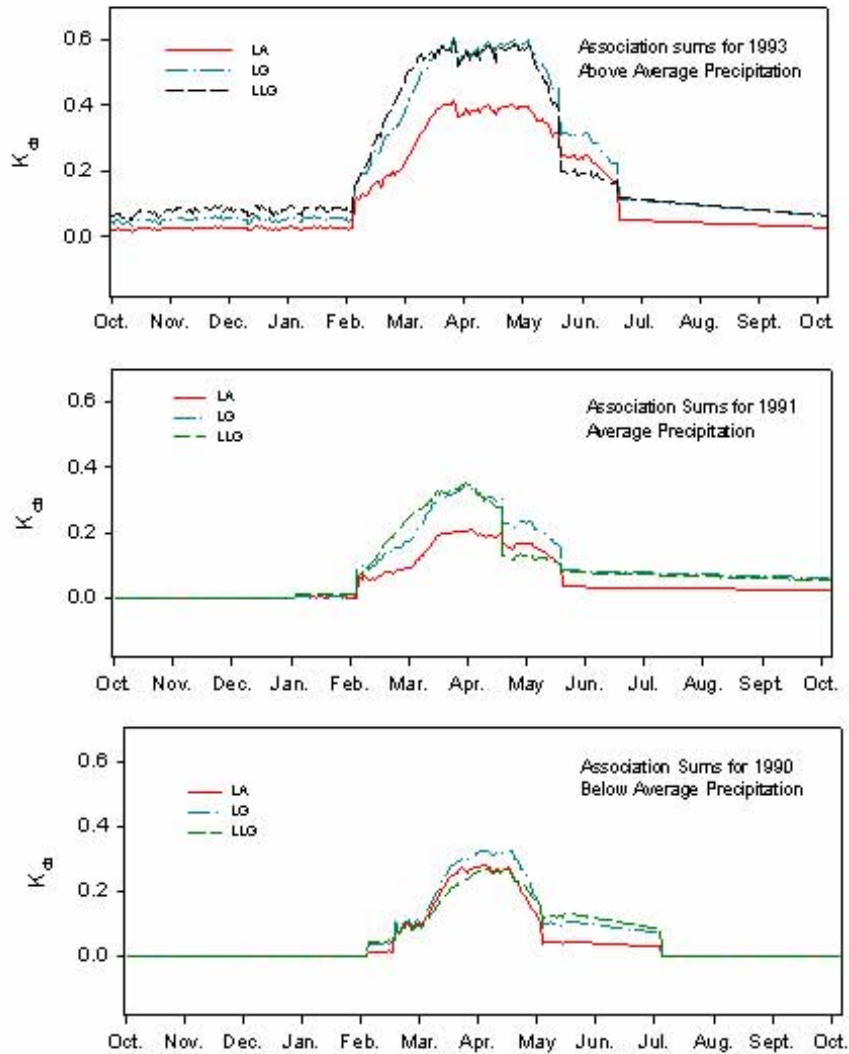 0.6
LA
LG
LLG
Association sums for 1993
Above Average Precipitation
0.4
K cb
0.2
0.0
Oct. Nov. Dec. Jan. Feb. Mar. Apr. May Jun. Jul. Aug. Sept. Oct.
0.6
LA
LG
LLG
Association Sums for 1991
Average Precipitation
0.4
K cb
0.2
0.0
Oct. Nov. Dec. Jan. Feb. Mar. Apr. May Jun. Jul. Aug. Sept. Oct.
0.6
LA
LG
LLG
Association Sums for 1990
Below Average Precipitation
0.4
K cb
0.2
0.0
Oct. Nov. Dec. Jan. Feb. Mar. Apr. May Jun. Jul. Aug. Sept. Oct.